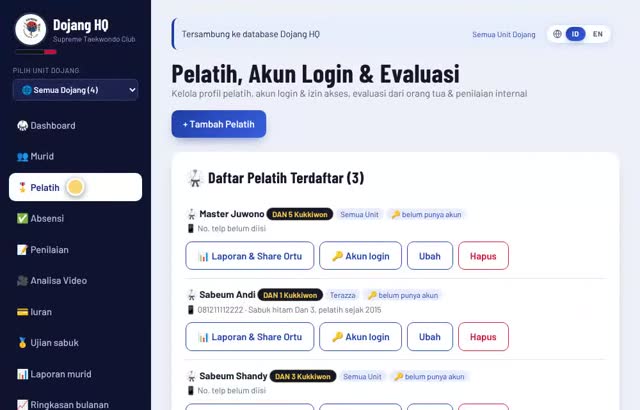 Dojang HQ
Supreme Taekwondo Club
PILIH UNIT DOJANG
Semua Dojang (4)
Dashboard
Murid
Pelatih
Absensi
Penilaian
Analisa Video
Iuran
Ujian sabuk
Laporan murid
Ringkasan bulanan
Tersambung ke database Dojang HQ
Semua Unit Dojang
ID EN
Pelatih, Akun Login & Evaluasi
Kelola profil pelatih, akun login & izin akses, evaluasi dari orang tua & penilaian internal
+ Tambah Pelatih
Daftar Pelatih Terdaftar (3)
Master Juwono DAN 5 Kukkiwon Semua Unit belum punya akun
No. telp belum diisi
Laporan & Share Ortu Akun login Ubah Hapus
Sabeum Andi DAN 1 Kukkiwon Terazza belum punya akun
081211112222 · Sabuk hitam Dan 3, pelatih sejak 2015
Laporan & Share Ortu Akun login Ubah Hapus
Sabeum Shandy DAN 3 Kukkiwon Semua Unit belum punya akun
No. telp belum diisi